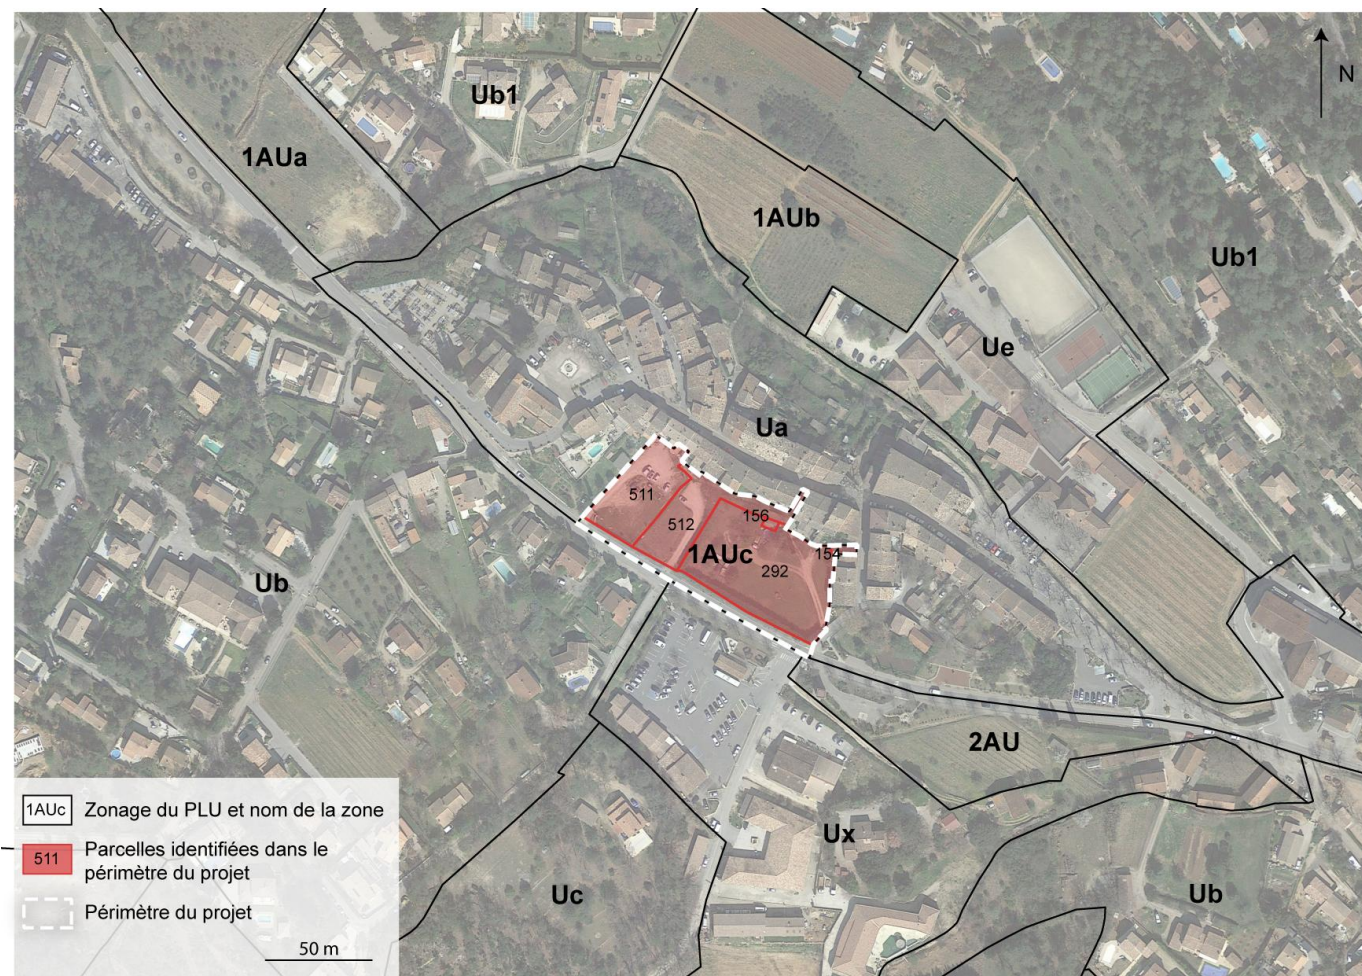 N
Ub1
1AUa
1AUb
Ub1
Ue
Ua
511
512
156
1AUc
154
292
Ub
2AU
Ux
Uc
Ub
1AUc Zonage du PLU et nom de la zone
511 Parcelles identifiées dans le
périmètre du projet
Périmètre du projet
50 m